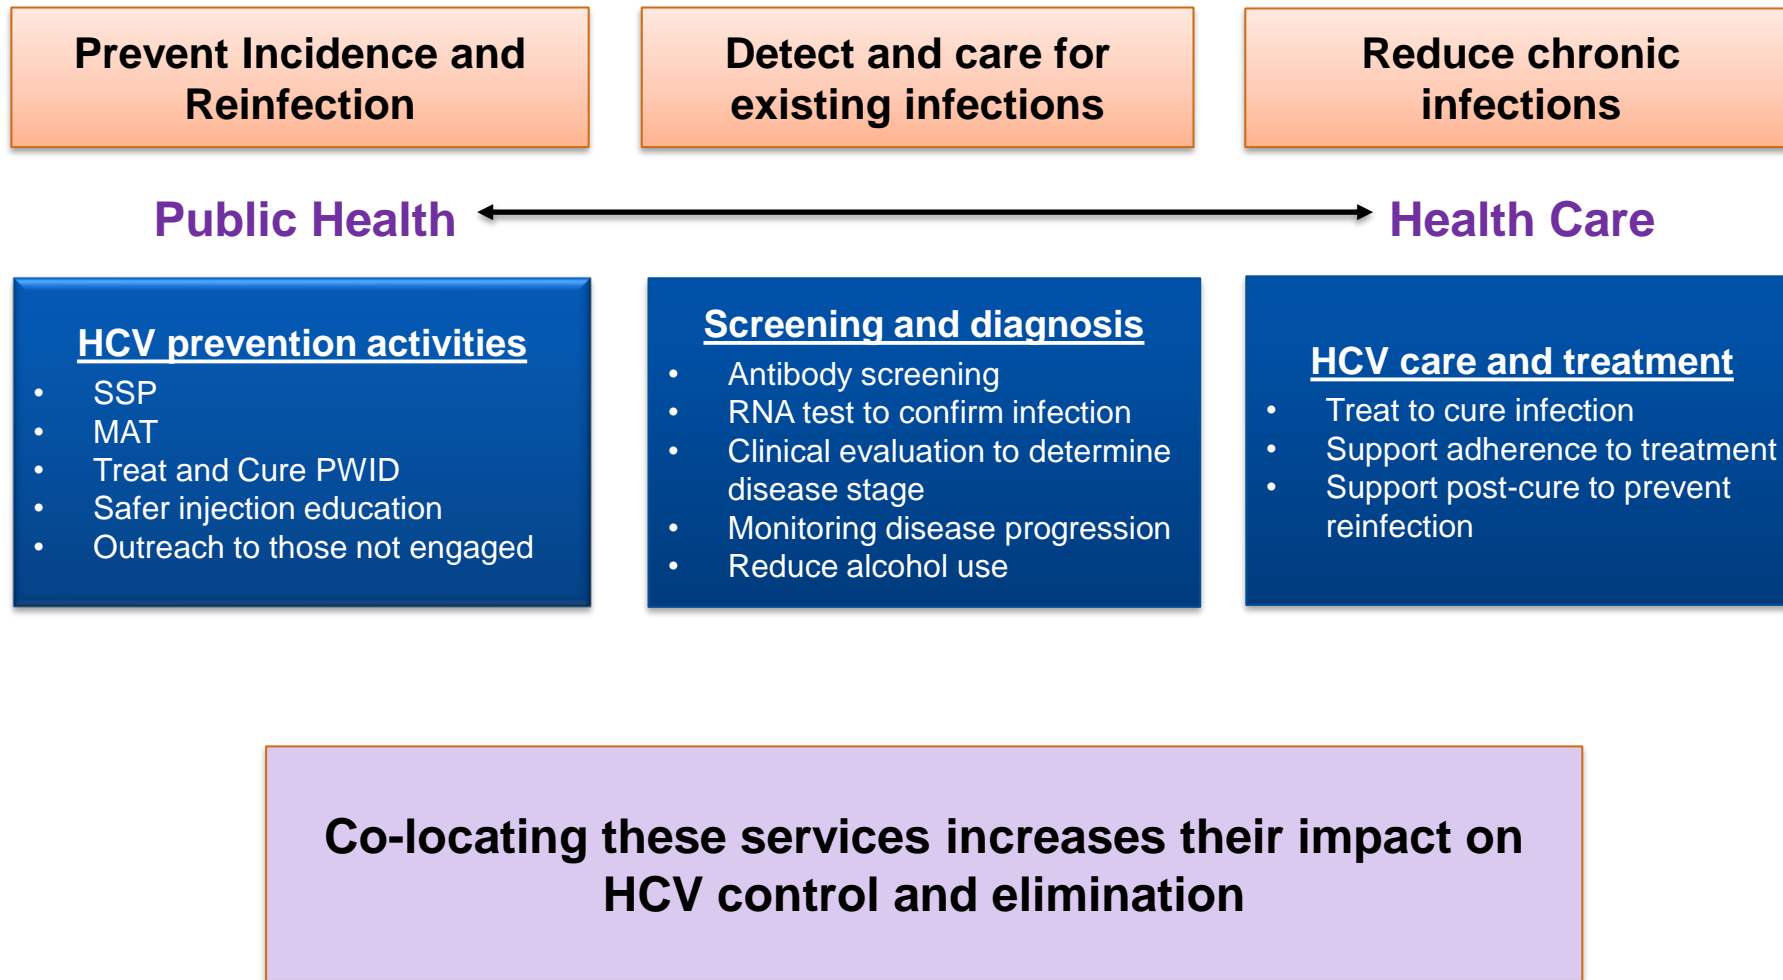 Prevent Incidence and
Reinfection
Detect and care for
existing infections
Reduce chronic
infections
Public Health
Health Care
HCV prevention activities
• SSP
• MAT
• Treat and Cure PWID
• Safer injection education
• Outreach to those not engaged
Screening and diagnosis
• Antibody screening
• RNA test to confirm infection
• Clinical evaluation to determine
disease stage
• Monitoring disease progression
• Reduce alcohol use
HCV care and treatment
• Treat to cure infection
• Support adherence to treatment
• Support post-cure to prevent
reinfection
Co-locating these services increases their impact on
HCV control and elimination